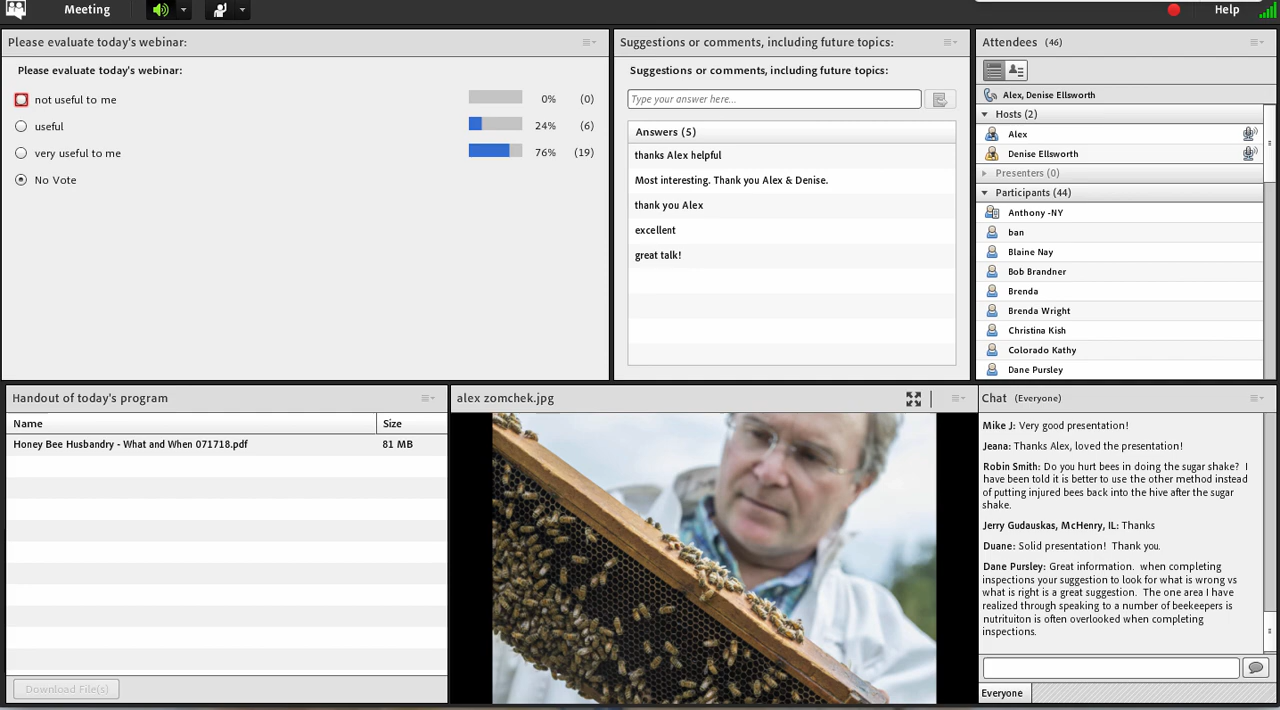 Meeting
Help
Please evaluate today's webinar:
Please evaluate today's webinar:
not useful to me 0% (0)
useful 24% (6)
very useful to me 76% (19)
No Vote
Suggestions or comments, including future topics:
Suggestions or comments, including future topics:
Type your answer here...
Answers (5)
thanks Alex helpful
Most interesting. Thank you Alex & Denise.
thank you Alex
excellent
great talk!
Attendees (46)
Alex, Denise Ellsworth
Hosts (2)
Alex
Denise Ellsworth
Presenters (0)
Participants (44)
Anthony -NY
ban
Blaine Nay
Bob Brandner
Brenda
Brenda Wright
Christina Kish
Colorado Kathy
Dane Pursley
Handout of today's program
Name Size
Honey Bee Husbandry - What and When 071718.pdf 81 MB
Download File(s)
alex zomchek.jpg
Chat (Everyone)
Mike J: Very good presentation!
Jeana: Thanks Alex, loved the presentation!
Robin Smith: Do you hurt bees in doing the sugar shake? I
have been told it is better to use the other method instead
of putting injured bees back into the hive after the sugar
shake.
Jerry Gudauskas, McHenry, IL: Thanks
Duane: Solid presentation! Thank you.
Dane Pursley: Great information. when completing
inspections your suggestion to look for what is wrong vs
what is right is a great suggestion. The one area I have
realized through speaking to a number of beekeepers is
nutrituiton is often overlooked when completing
inspections.
Everyone